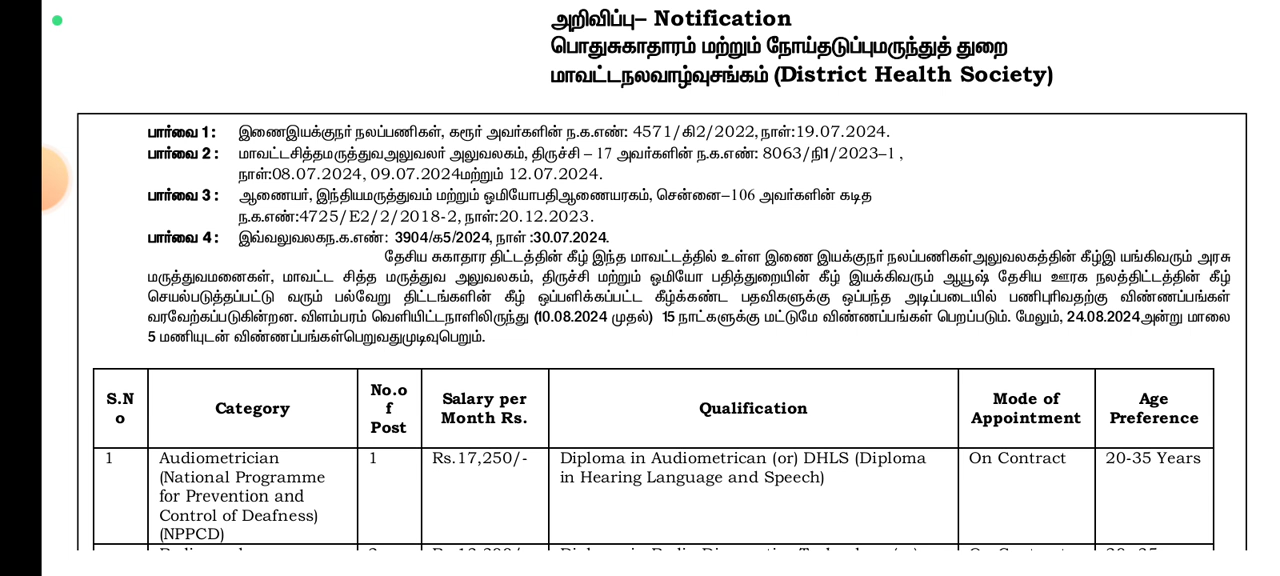 அறிவிப்பு– Notification
பொதுசுகாதாரம் மற்றும் நோய்தடுப்புமருந்துத் துறை
மாவட்டநலவாழ்வுசங்கம் (District Health Society)
பார்வை 1 : இணைஇயக்குநர் நலப்பணிகள், கரூர் அவர்களின் ந.க.எண்: 4571/கி2/2022,நாள்:19.07.2024.
பார்வை 2 : மாவட்டசித்தமருத்துவஅலுவலர் அலுவலகம், திருச்சி – 17 அவர்களின் ந.க.எண்: 8063/நி1/2023–1 ,
நாள்:08.07.2024, 09.07.2024மற்றும் 12.07.2024.
பார்வை 3 : ஆணையர், இந்தியமருத்துவம் மற்றும் ஓமியோபதிஆணையரகம், சென்னை–106 அவர்களின் கடித
ந.க.எண்:4725/E2/2/2018-2, நாள்:20.12.2023.
பார்வை 4 : இவ்வலுவலகந.க.எண்: 3904/க5/2024, நாள் :30.07.2024.
தேசிய சுகாதார திட்டத்தின் கீழ் இந்த மாவட்டத்தில் உள்ள இணை இயக்குநர் நலப்பணிகள்அலுவலகத்தின் கீழ்இ யங்கிவரும் அரசு
மருத்துவமனைகள், மாவட்ட சித்த மருத்துவ அலுவலகம், திருச்சி மற்றும் ஓமியோ பதித்துறையின் கீழ் இயக்கிவரும் ஆயூஷ் தேசிய ஊரக நலத்திட்டத்தின் கீழ்
செயல்படுத்தப்பட்டு வரும் பல்வேறு திட்டங்களின் கீழ் ஒப்பளிக்கப்பட்ட கீழ்க்கண்ட பதவிகளுக்கு ஒப்பந்த அடிப்படையில் பணிபுரிவதற்கு விண்ணப்பங்கள்
வரவேற்கப்படுகின்றன. விளம்பரம் வெளியிட்டநாளிலிருந்து (10.08.2024 முதல்) 15 நாட்களுக்கு மட்டுமே விண்ணப்பங்கள் பெறப்படும். மேலும், 24.08.2024அன்று மாலை
5 மணியுடன் விண்ணப்பங்கள்பெறுவதுமுடிவுபெறும்.
S.N
o
Category
No.o
f
Post
Salary per
Month Rs.
Qualification
Mode of
Appointment
Age
Preference
1
Audiometrician
(National Programme
for Prevention and
Control of Deafness)
(NPPCD)
1
Rs.17,250/-
Diploma in Audiometrican (or) DHLS (Diploma
in Hearing Language and Speech)
On Contract
20-35 Years